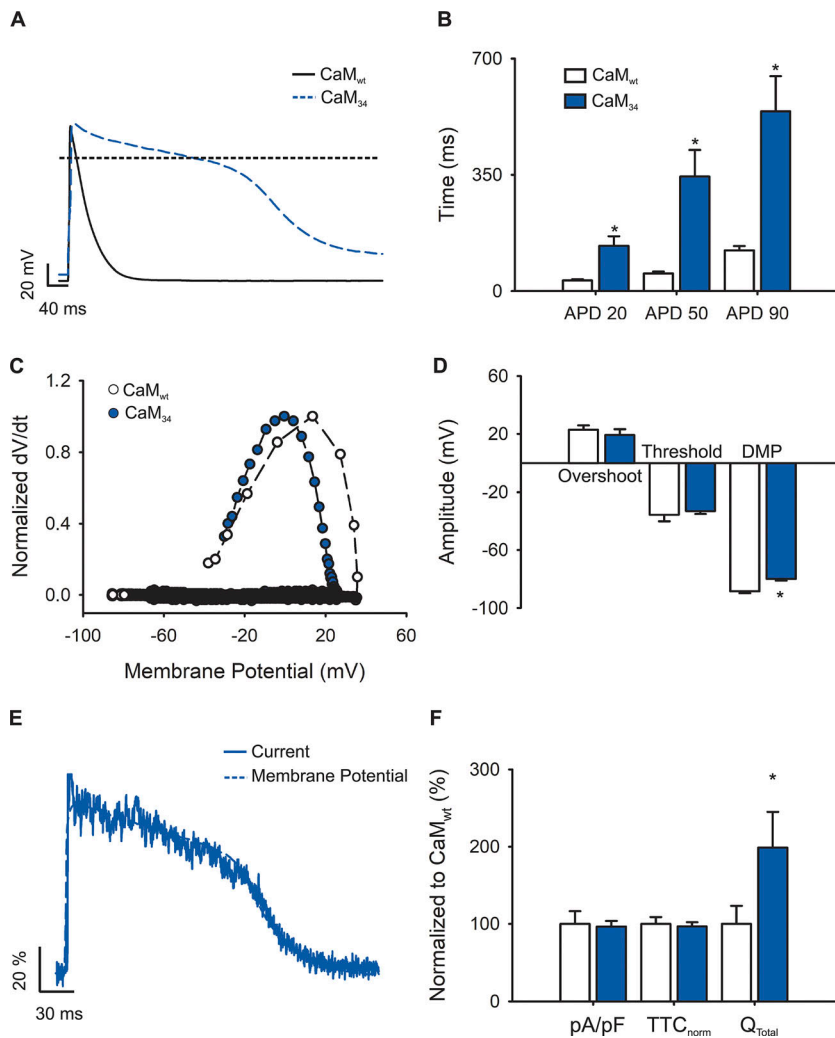 A
CaMwt
CaM34
20 mV
40 ms
B
700
350
0
Time (ms)
CaMwt
CaM34
*
*
*
APD 20
APD 50
APD 90
C
1.2
0.8
0.4
0.0
Normalized dV/dt
CaMwt
CaM34
-100
-60
-20
20
60
Membrane Potential (mV)
D
60
20
-20
-60
-100
Amplitude (mV)
Overshoot
Threshold
DMP
*
E
Current
Membrane Potential
20 %
30 ms
F
300
200
100
0
Normalized to CaMwt (%)
*
pA/pF
TTCnorm
QTotal